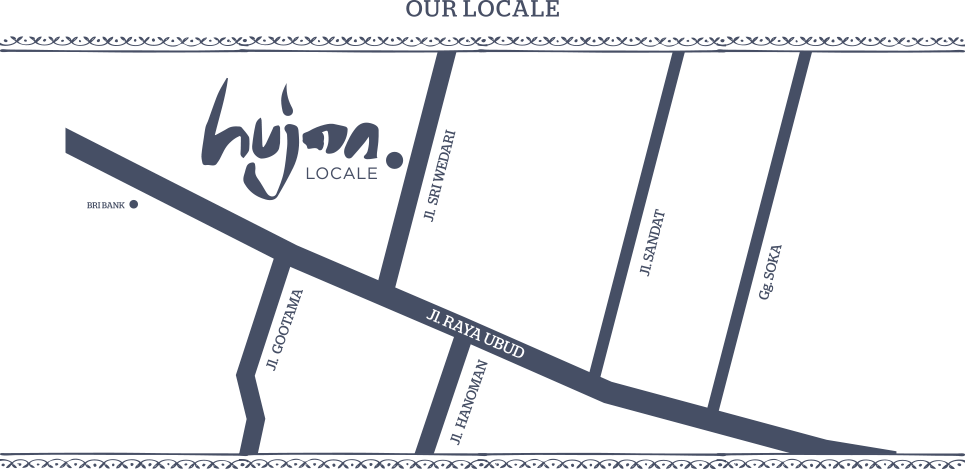 OUR LOCALE
hujan
LOCALE
Jl. SRI WEDARI
BRI BANK
Jl. SANDAT
Gg. SOKA
Jl. GOOTAMA
Jl. RAYA UBUD
Jl. HANOMAN